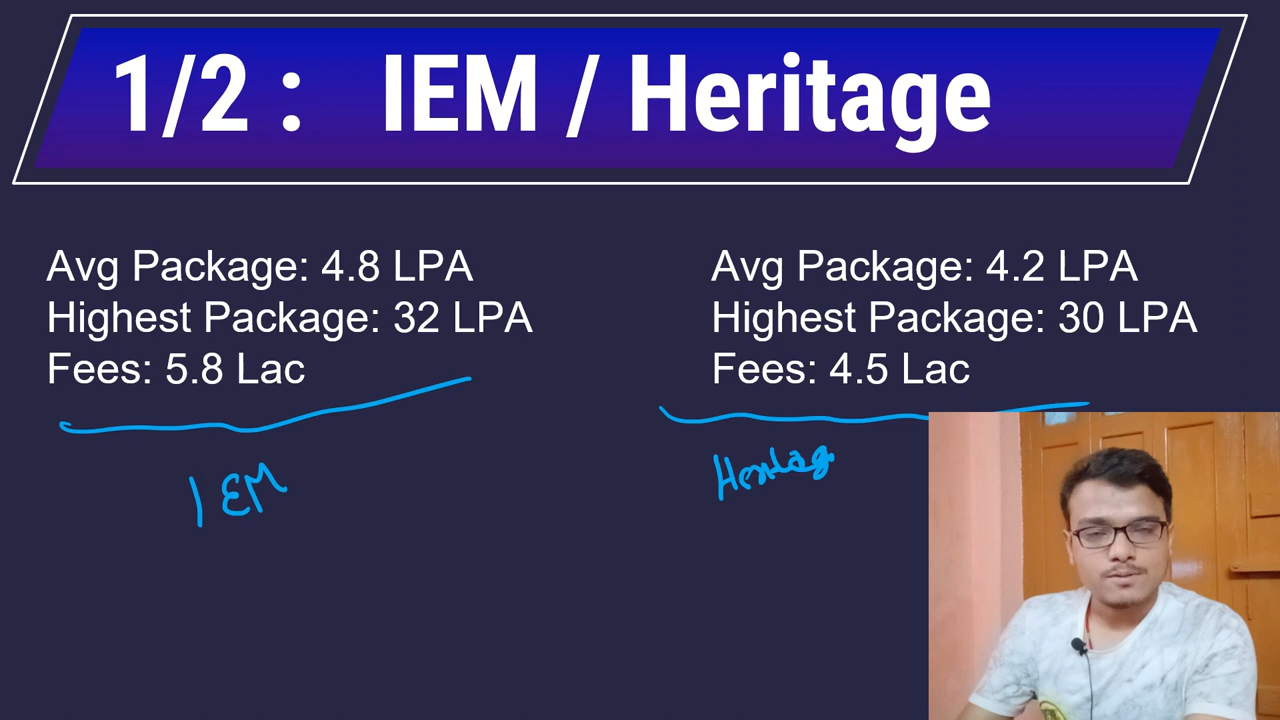 1/2 : IEM / Heritage
Avg Package: 4.8 LPA
Highest Package: 32 LPA
Fees: 5.8 Lac
IEM
Avg Package: 4.2 LPA
Highest Package: 30 LPA
Fees: 4.5 Lac
Heritag